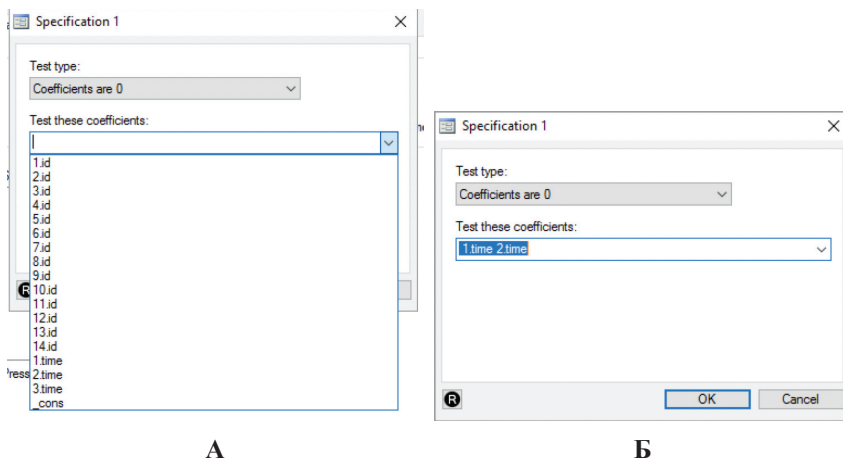 Specification 1
Test type:
Coefficients are 0
Test these coefficients:
1.id
2.id
3.id
4.id
5.id
6.id
7.id
8.id
9.id
10.id
11.id
12.id
13.id
14.id
1.time
2.time
3.time
_cons
R
А
Specification 1
Test type:
Coefficients are 0
Test these coefficients:
1.time 2.time
R
OK
Cancel
Б